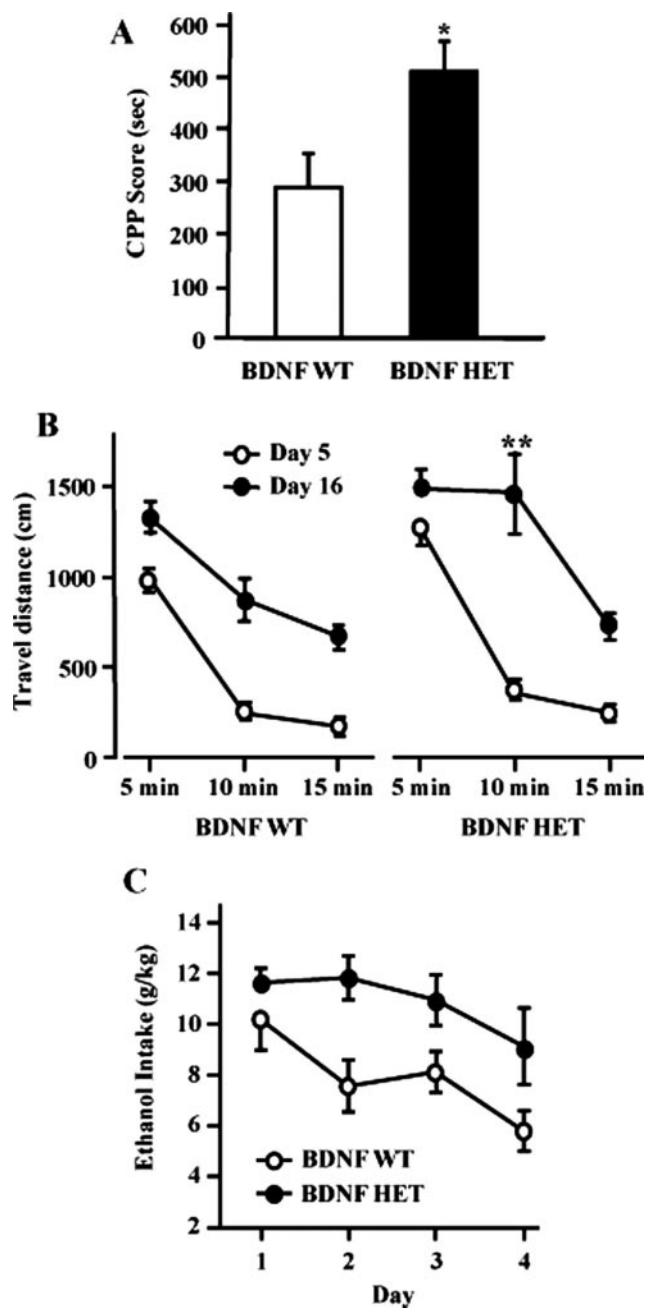 A
600
500
400
300
200
100
0
CPP Score (sec)
*
BDNF WT BDNF HET
B
Day 5
Day 16
**
1500
1000
500
0
Travel distance (cm)
5 min 10 min 15 min 5 min 10 min 15 min
BDNF WT BDNF HET
C
14
12
10
8
6
4
2
Ethanol Intake (g/kg)
BDNF WT
BDNF HET
1 2 3 4
Day